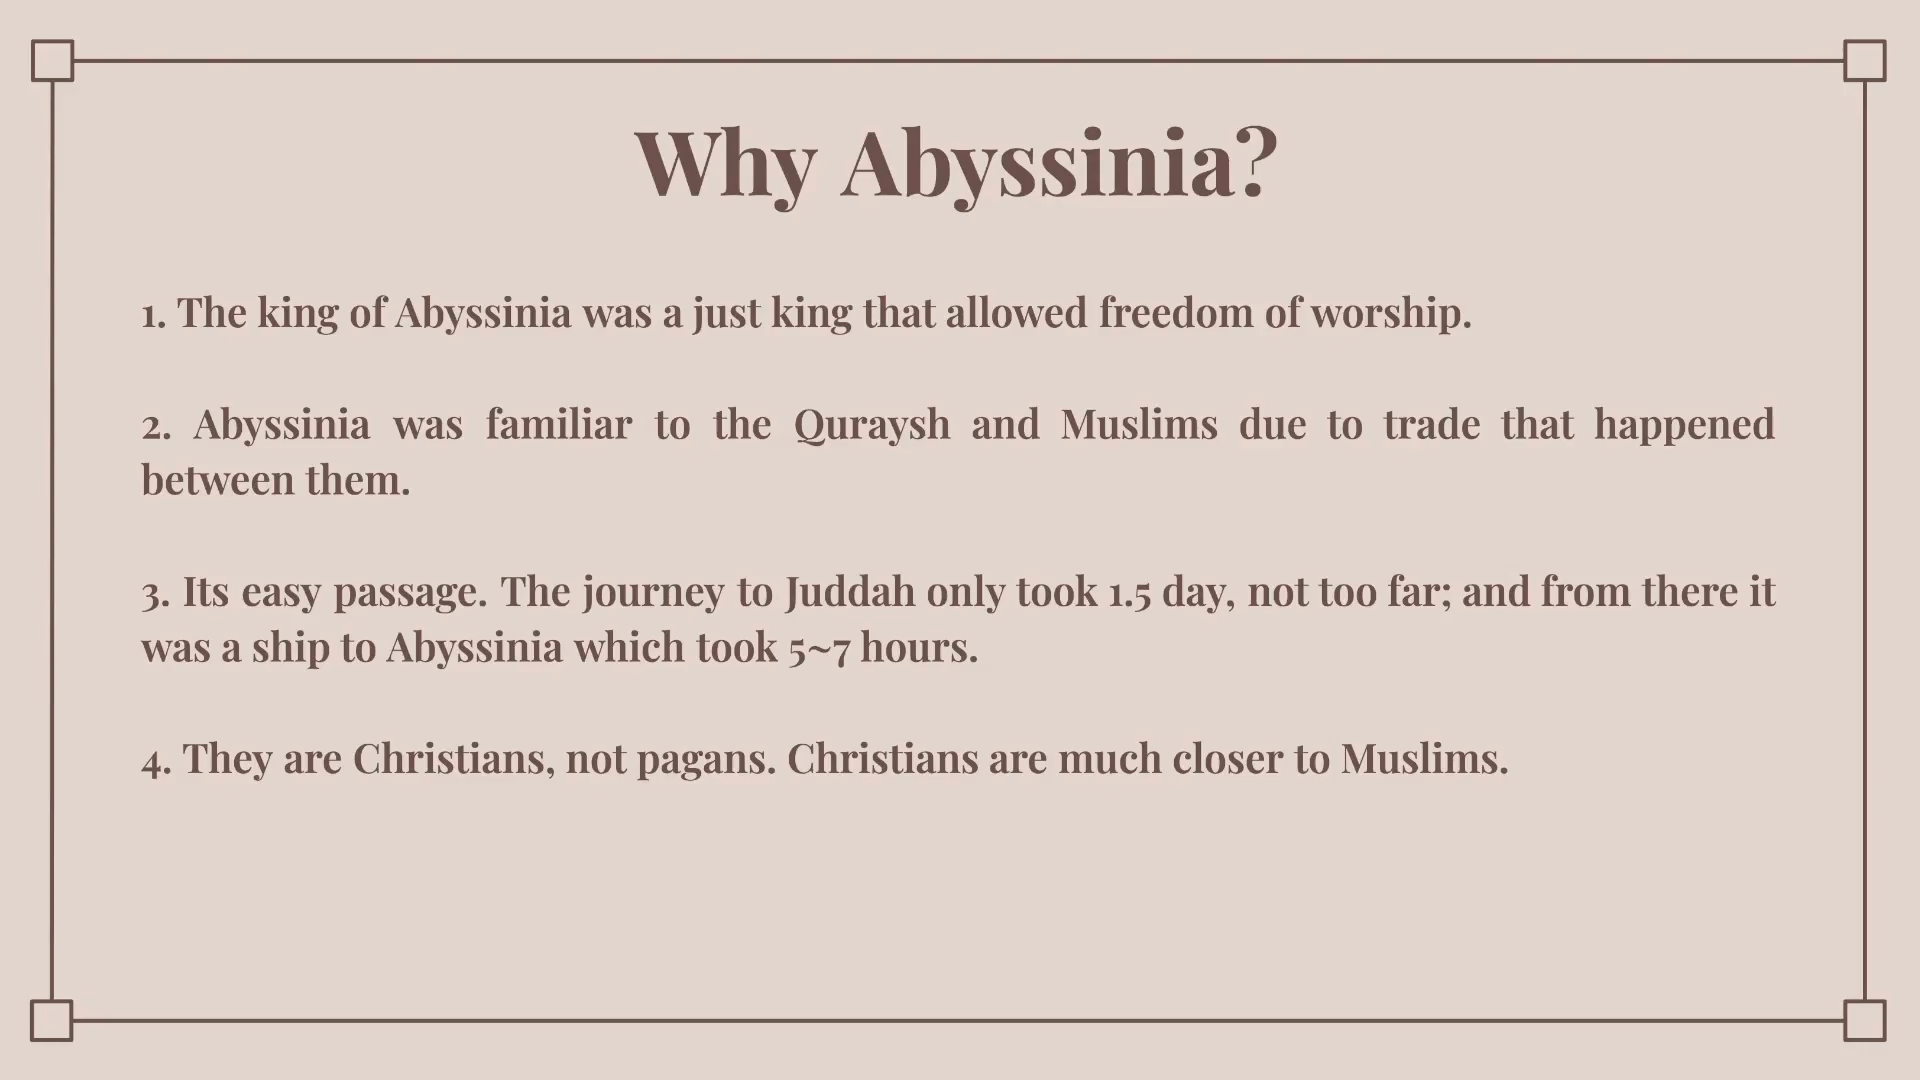 Why Abyssinia?
1. The king of Abyssinia was a just king that allowed freedom of worship.
2. Abyssinia was familiar to the Quraysh and Muslims due to trade that happened
between them.
3. Its easy passage. The journey to Juddah only took 1.5 day, not too far; and from there it
was a ship to Abyssinia which took 5~7 hours.
4. They are Christians, not pagans. Christians are much closer to Muslims.